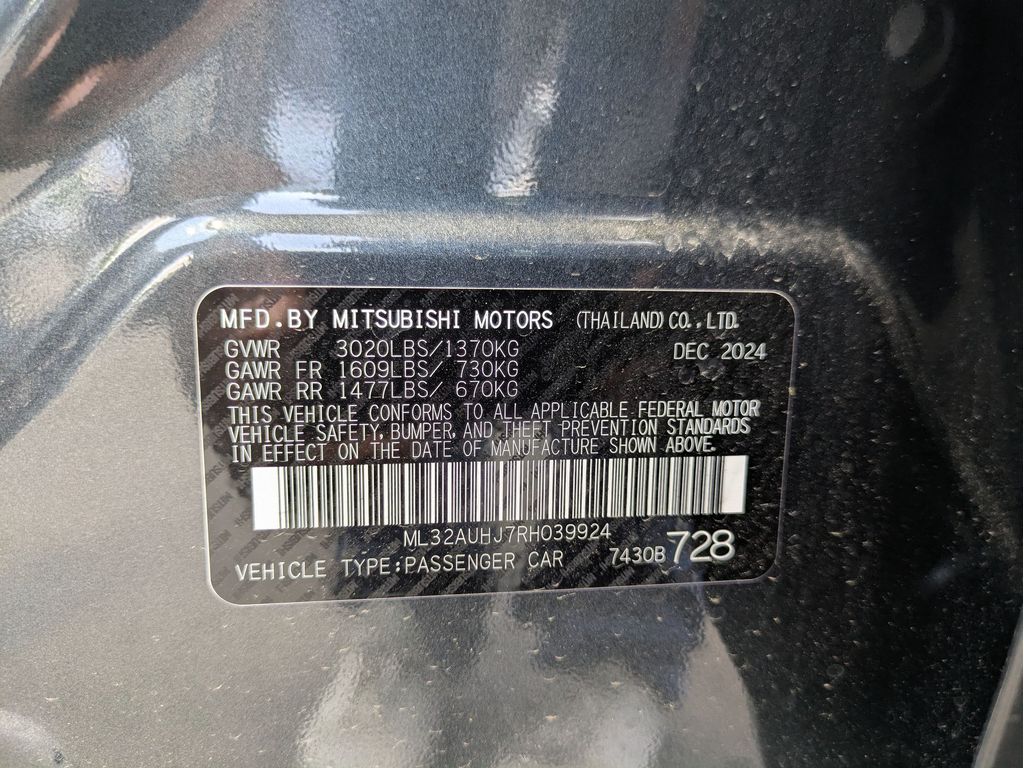 MFD.BY MITSUBISHI MOTORS (THAILAND)CO.,LTD.
GVWR 3020LBS/1370KG DEC 2024
GAWR FR 1609LBS/ 730KG
GAWR RR 1477LBS/ 670KG
THIS VEHICLE CONFORMS TO ALL APPLICABLE FEDERAL MOTOR
VEHICLE SAFETY, BUMPER, AND THEFT PREVENTION STANDARDS
IN EFFECT ON THE DATE OF MANUFACTURE SHOWN ABOVE.
ML32AUHJ7RH039924
VEHICLE TYPE:PASSENGER CAR 7430B 728